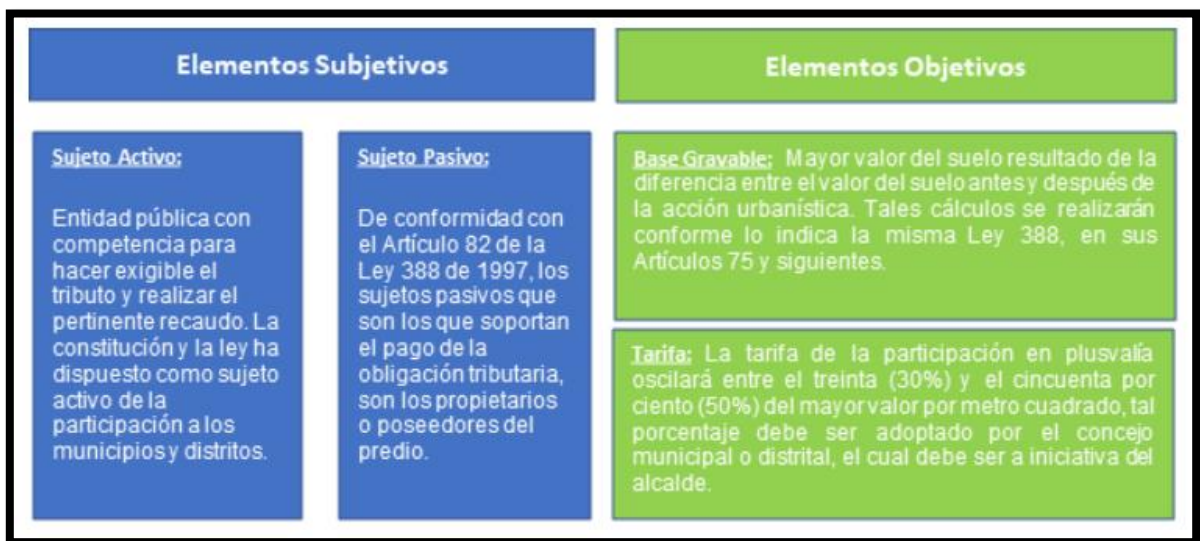 Elementos Subjetivos
Elementos Objetivos
Sujeto Activo:
Entidad pública con
competencia para
hacer exigible el
tributo y realizar el
pertinente recaudo. La
constitución y la ley ha
dispuesto como sujeto
activo de la
participación a los
municipios y distritos.
Sujeto Pasivo:
De conformidad con
el Artículo 82 de la
Ley 388 de 1997, los
sujetos pasivos que
son los que soportan
el pago de la
obligación tributaria,
son los propietarios
o poseedores del
predio.
Base Gravable: Mayor valor del suelo resultado de la
diferencia entre el valor del suelo antes y después de
la acción urbanística. Tales cálculos se realizarán
conforme lo indica la misma Ley 388, en sus
Artículos 75 y siguientes.
Tarifa: La tarifa de la participación en plusvalía
oscilará entre el treinta (30%) y el cincuenta por
ciento (50%) del mayor valor por metro cuadrado, tal
porcentaje debe ser adoptado por el concejo
municipal o distrital, el cual debe ser a iniciativa del
alcalde.